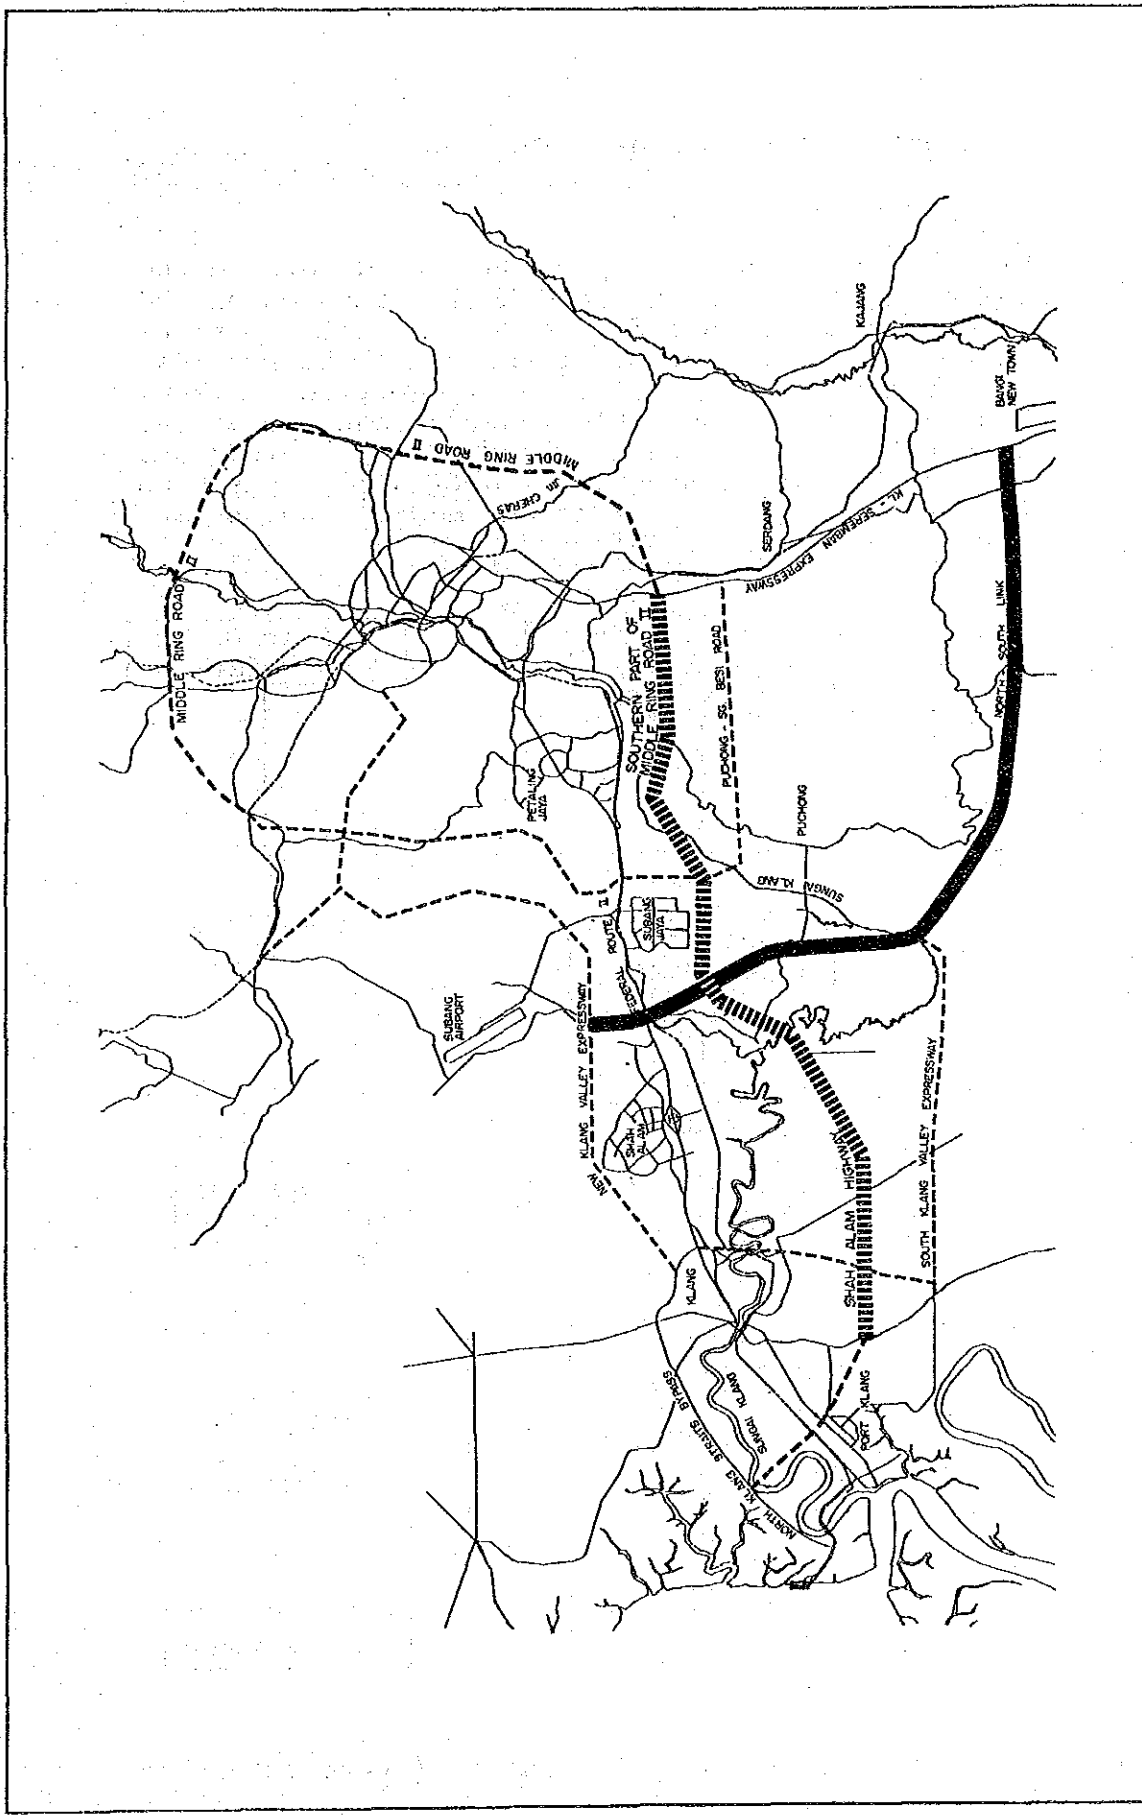 MIDDLE RING ROAD II
MIDDLE RING ROAD II
Jln CHERAS
SUBANG
AIRPORT
PETALING
JAYA
NEW KLANG VALLEY EXPRESSWAY
FEDERAL ROUTE II
SUBANG
JAYA
SOUTHERN PART OF
MIDDLE RING ROAD II
SHAH
ALAM
KLANG
NORTH KLANG STRAITS BYPASS
SUNGAI KLANG
PUCHONG - SG. BESI ROAD
SERDANG
KL - SEREMBAN EXPRESSWAY
KAJANG
PUCHONG
SUNGAI KLANG
SHAH ALAM HIGHWAY
PORT KLANG
SOUTH KLANG VALLEY EXPRESSWAY
NORTH SOUTH LINK
BANGI
NEW TOWN